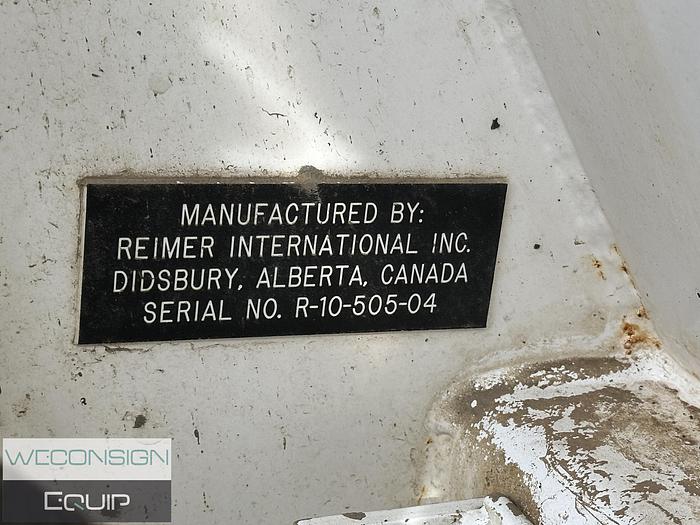 MANUFACTURED BY:
REIMER INTERNATIONAL INC.
DIDSBURY, ALBERTA, CANADA
SERIAL NO. R-10-505-04
WECONSIGN
EQUIP